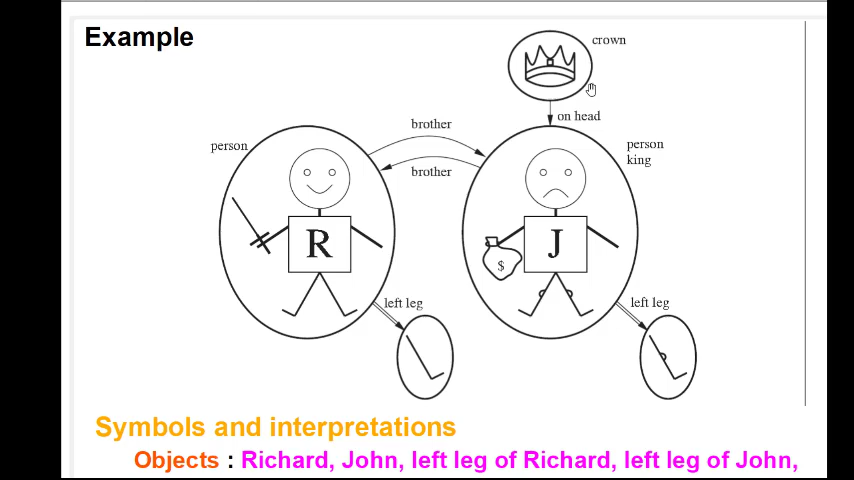 Example
crown
on head
brother
person
person
king
brother
R
J
$
left leg
left leg
Symbols and interpretations
Objects : Richard, John, left leg of Richard, left leg of John,